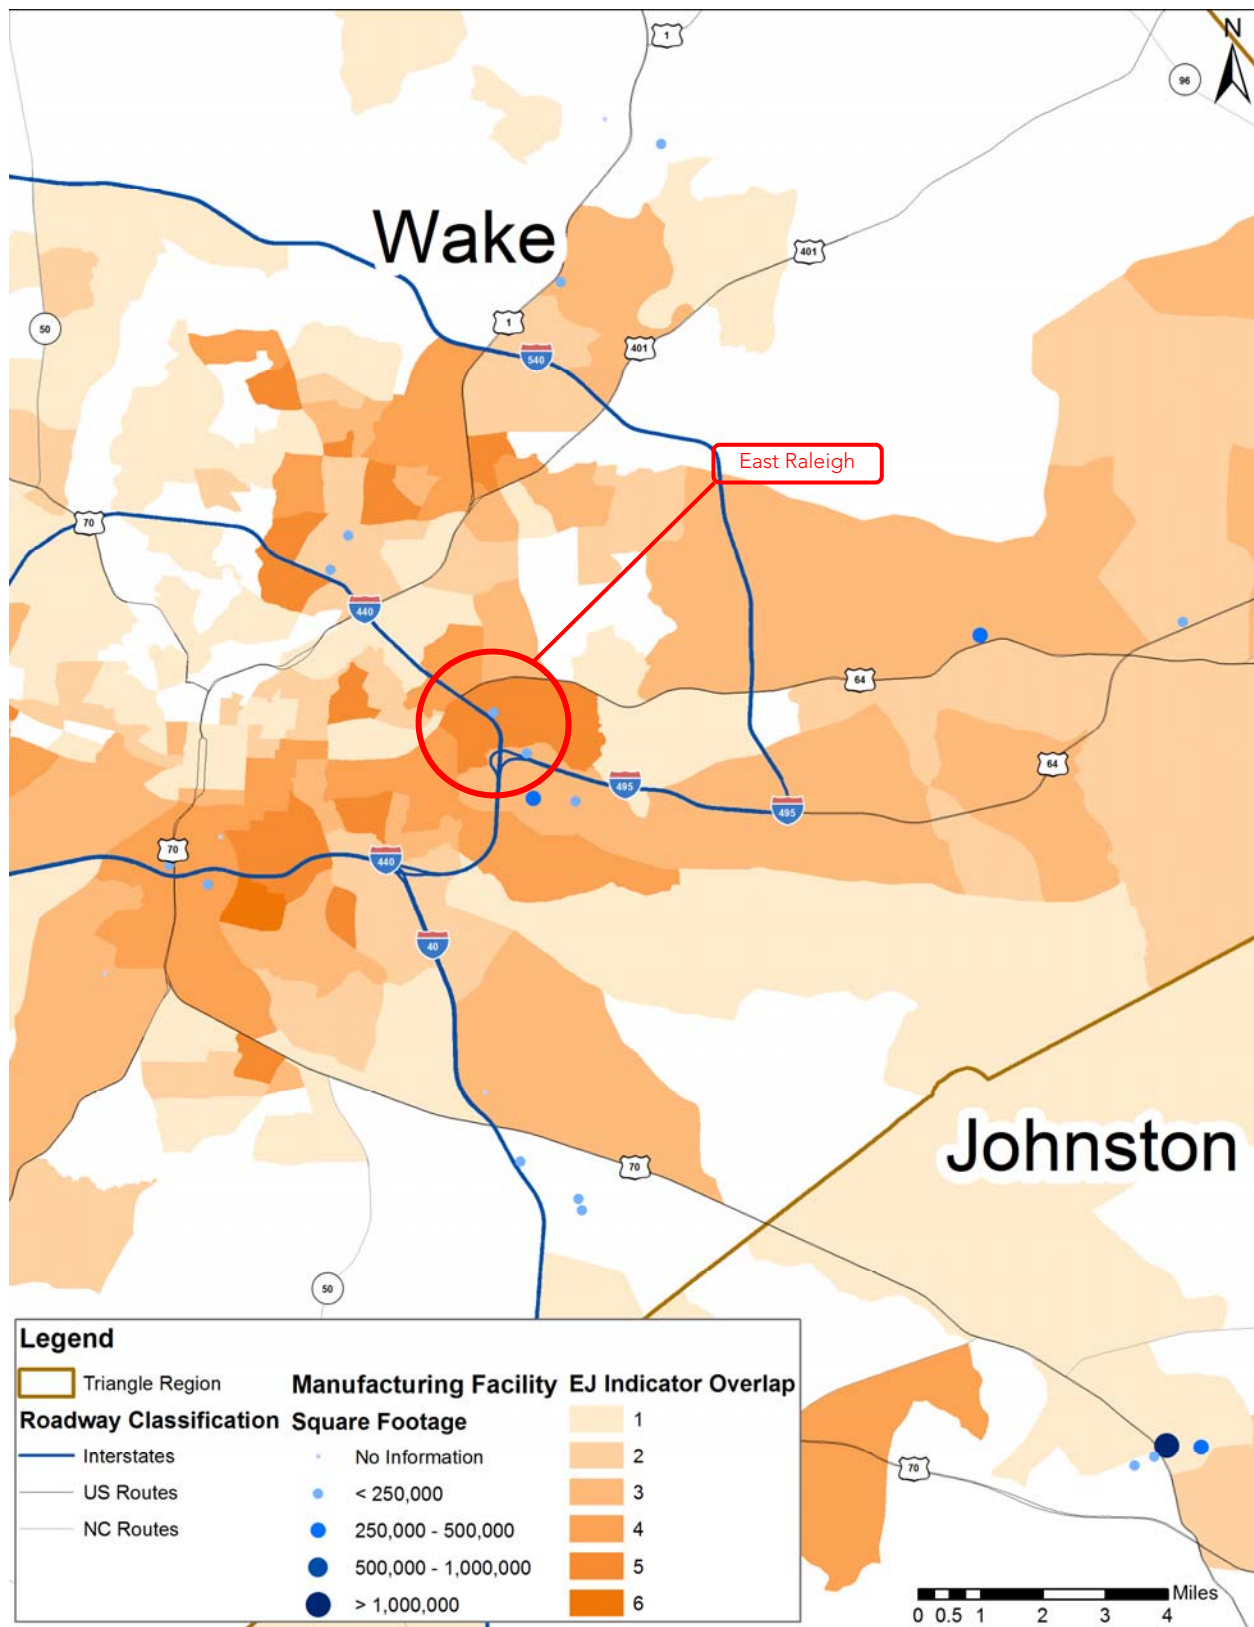 1
N
96
Wake
401
50
1
401
540
East Raleigh
70
440
64
64
495
495
70
440
40
Johnston
70
50
Legend
Triangle Region
Roadway Classification
Interstates
US Routes
NC Routes
Manufacturing Facility
Square Footage
No Information
< 250,000
250,000 - 500,000
500,000 - 1,000,000
> 1,000,000
EJ Indicator Overlap
1
2
3
4
5
6
70
Miles
0 0.5 1 2 3 4